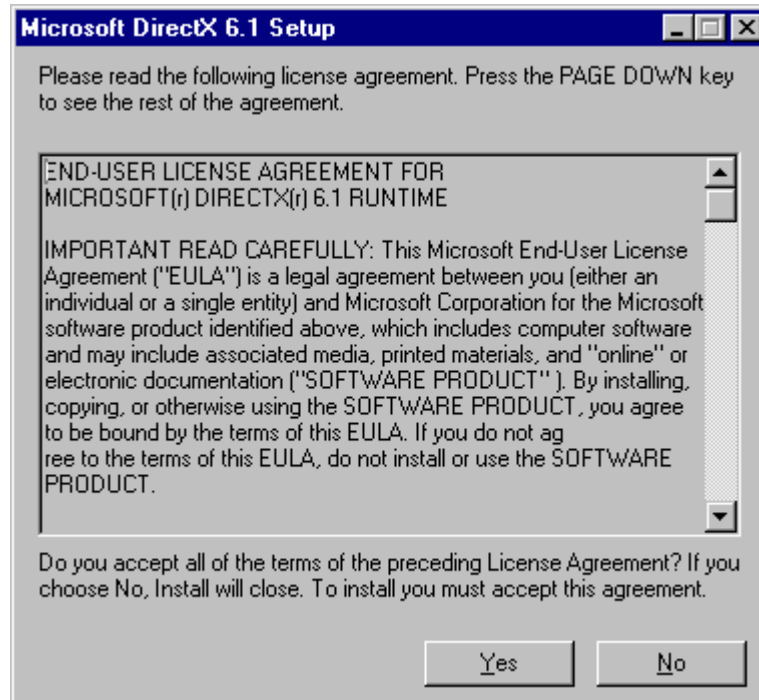 Microsoft DirectX 6.1 Setup
Please read the following license agreement. Press the PAGE DOWN key
to see the rest of the agreement.
END-USER LICENSE AGREEMENT FOR
MICROSOFT(r) DIRECTX(r) 6.1 RUNTIME
IMPORTANT READ CAREFULLY: This Microsoft End-User License
Agreement ("EULA") is a legal agreement between you (either an
individual or a single entity) and Microsoft Corporation for the Microsoft
software product identified above, which includes computer software
and may include associated media, printed materials, and "online" or
electronic documentation ("SOFTWARE PRODUCT" ). By installing,
copying, or otherwise using the SOFTWARE PRODUCT, you agree
to be bound by the terms of this EULA. If you do not ag
ree to the terms of this EULA, do not install or use the SOFTWARE
PRODUCT.
Do you accept all of the terms of the preceding License Agreement? If you
choose No, Install will close. To install you must accept this agreement.
Yes
No